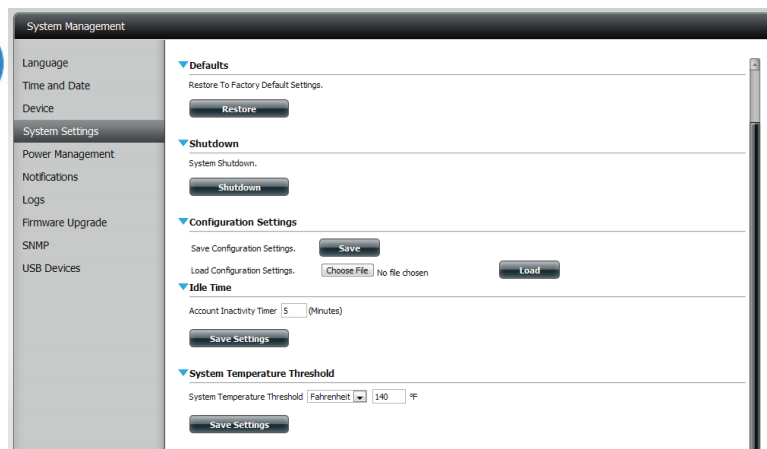 System Management
Language
Time and Date
Device
System Settings
Power Management
Notifications
Logs
Firmware Upgrade
SNMP
USB Devices
Defaults
Restore To Factory Default Settings.
Restore
Shutdown
System Shutdown.
Shutdown
Configuration Settings
Save Configuration Settings. Save
Load Configuration Settings. Choose File No file chosen Load
Idle Time
Account Inactivity Timer 5 (Minutes)
Save Settings
System Temperature Threshold
System Temperature Threshold Fahrenheit 140 °F
Save Settings